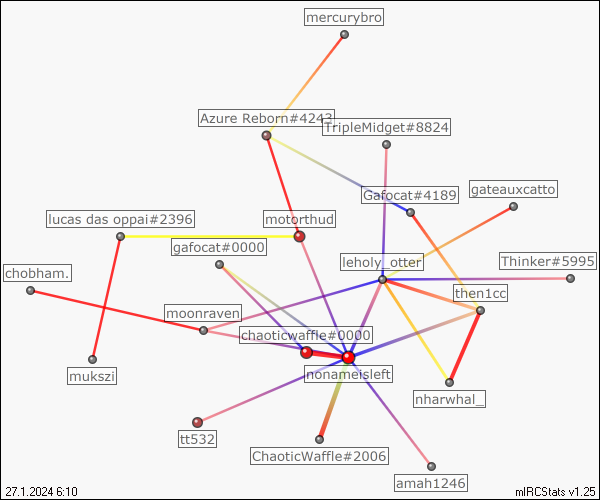 mercurybro
Azure Reborn#4243
TripleMidget#8824
Gafocat#4189
gateauxcatto
lucas das oppai#2396
motorthud
gafocat#0000
leholy_otter
Thinker#5995
chobham.
then1cc
moonraven
chaoticwaffle#0000
mukszi
nonameisleft
nharwhal_
tt532
ChaoticWaffle#2006
amah1246
27.1.2024 6:10
mIRCStats v1.25